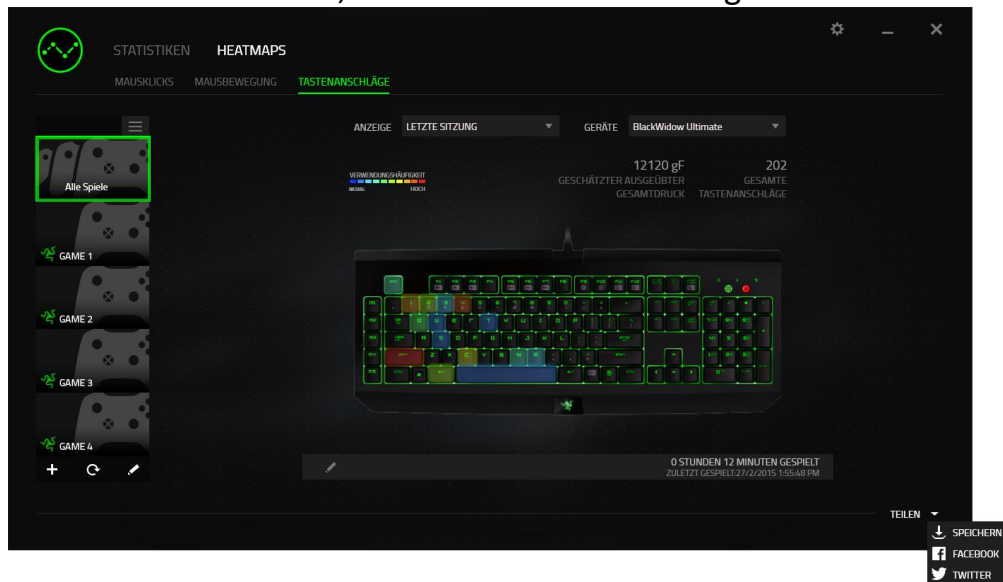 STATISTIKEN HEATMAPS
MAUSKLICKS MAUSBEWEGUNG TASTENANSCHLÄGE
ANZEIGE LETZTE SITZUNG GERÄTE BlackWidow Ultimate
VERWENDUNGSHÄUFIGKEIT
NIEDRIG HOCH
12120 gF
GESCHÄTZTER AUSGEÜBTER
GESAMTDRUCK
202
GESAMTE
TASTENANSCHLÄGE
Alle Spiele
GAME 1
GAME 2
GAME 3
GAME 4
0 STUNDEN 12 MINUTEN GESPIELT
ZULETZT GESPIELT:27/2/2015 1:55:48 PM
TEILEN
SPEICHERN
FACEBOOK
TWITTER